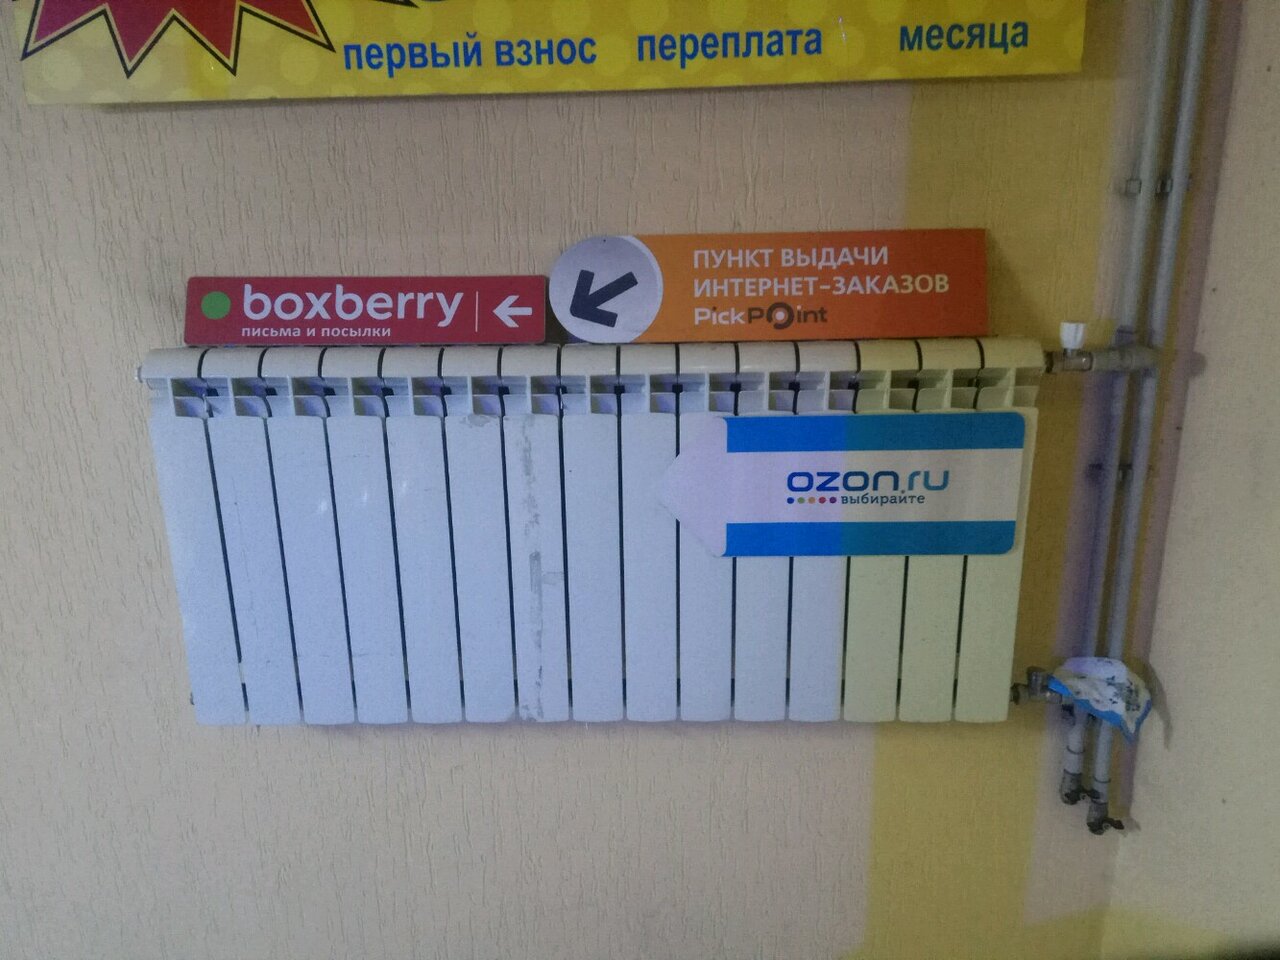 первый взнос переплата месяца
boxberry
письма и посылки
ПУНКТ ВЫДАЧИ
ИНТЕРНЕТ-ЗАКАЗОВ
PickPoint
ozon.ru
выбирайте